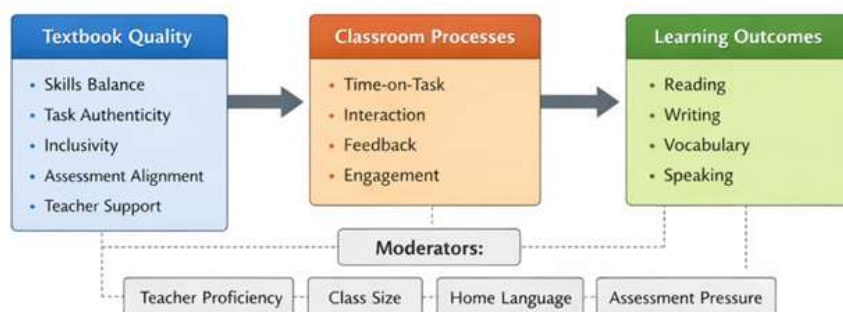 Textbook Quality
• Skills Balance
• Task Authenticity
• Inclusivity
• Assessment Alignment
• Teacher Support
Classroom Processes
• Time-on-Task
• Interaction
• Feedback
• Engagement
Learning Outcomes
• Reading
• Writing
• Vocabulary
• Speaking
Moderators:
Teacher Proficiency
Class Size
Home Language
Assessment Pressure